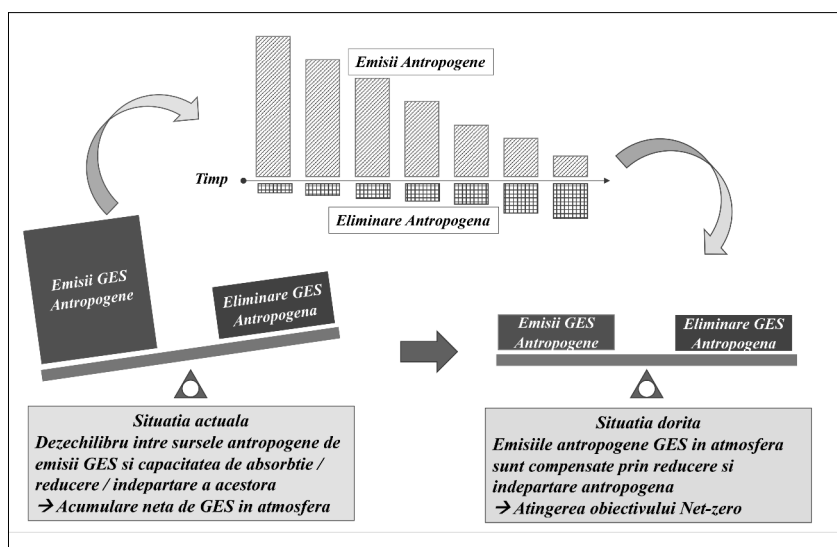 Emisii Antropogene
Timp
Eliminare Antropogena
Emisii GES
Antropogene
Eliminare GES
Antropogena
Emisii GES
Antropogene
Eliminare GES
Antropogena
Situatia actuala
Dezechilibru intre sursele antropogene de
emisii GES si capacitatea de absorbtie /
reducere / indepartare a acestora
→ Acumulare neta de GES in atmosfera
Situatia dorita
Emisiile antropogene GES in atmosfera
sunt compensate prin reducere si
indepartare antropogena
→ Atingerea obiectivului Net-zero